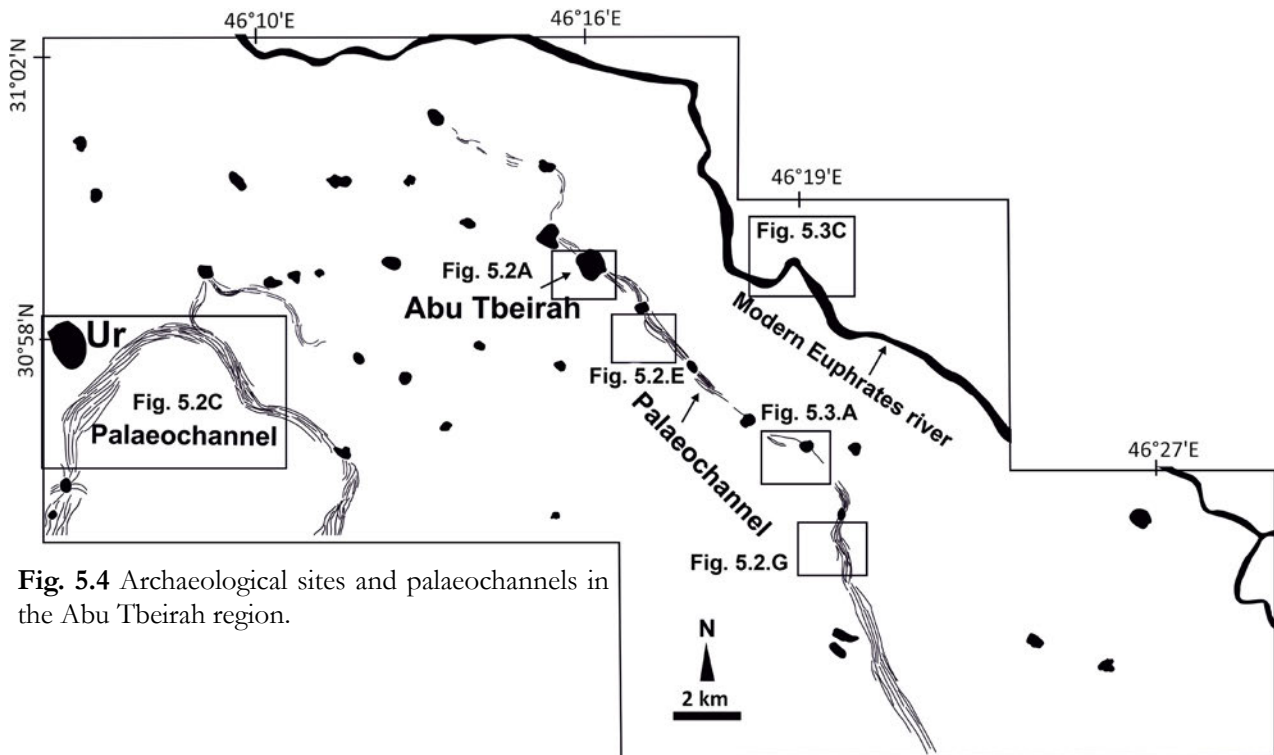 46°10'E
46°16'E
31°02'N
46°19'E
Fig. 5.3C
Fig. 5.2A
Abu Tbeirah
Modern Euphrates river
30°58'N
Ur
Fig. 5.2.E
Fig. 5.2C
Palaeochannel
Palaeochannel
Fig. 5.3.A
46°27'E
Fig. 5.2.G
Fig. 5.4 Archaeological sites and palaeochannels in
the Abu Tbeirah region.
N
2 km